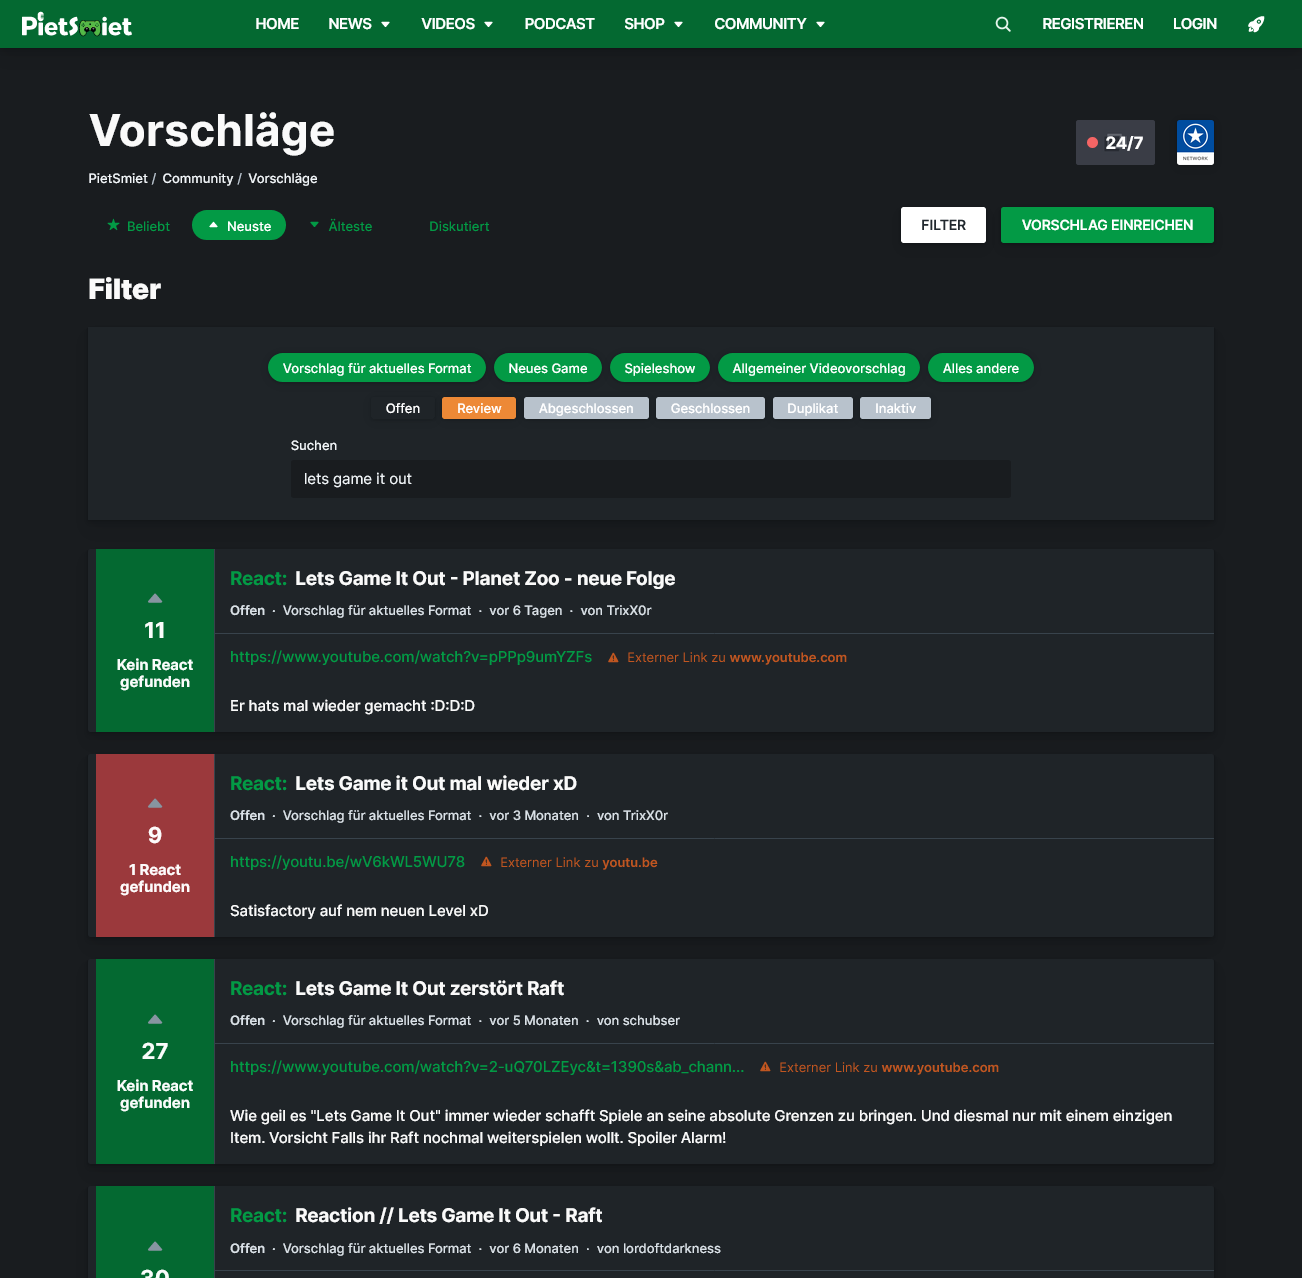 PietSmiet HOME NEWS VIDEOS PODCAST SHOP COMMUNITY REGISTRIEREN LOGIN
Vorschläge
24/7
NETWORK
PietSmiet / Community / Vorschläge
Beliebt Neuste Älteste Diskutiert FILTER VORSCHLAG EINREICHEN
Filter
Vorschlag für aktuelles Format Neues Game Spieleshow Allgemeiner Videovorschlag Alles andere
Offen Review Abgeschlossen Geschlossen Duplikat Inaktiv
Suchen
lets game it out
11
Kein React
gefunden
React: Lets Game It Out - Planet Zoo - neue Folge
Offen · Vorschlag für aktuelles Format · vor 6 Tagen · von TrixX0r
https://www.youtube.com/watch?v=pPPp9umYZFs Externer Link zu www.youtube.com
Er hats mal wieder gemacht :D:D:D
9
1 React
gefunden
React: Lets Game it Out mal wieder xD
Offen · Vorschlag für aktuelles Format · vor 3 Monaten · von TrixX0r
https://youtu.be/wV6kWL5WU78 Externer Link zu youtu.be
Satisfactory auf nem neuen Level xD
27
Kein React
gefunden
React: Lets Game It Out zerstört Raft
Offen · Vorschlag für aktuelles Format · vor 5 Monaten · von schubser
https://www.youtube.com/watch?v=2-uQ70LZEyc&t=1390s&ab_chann... Externer Link zu www.youtube.com
Wie geil es "Lets Game It Out" immer wieder schafft Spiele an seine absolute Grenzen zu bringen. Und diesmal nur mit einem einzigen
Item. Vorsicht Falls ihr Raft nochmal weiterspielen wollt. Spoiler Alarm!
30
React: Reaction // Lets Game It Out - Raft
Offen · Vorschlag für aktuelles Format · vor 6 Monaten · von lordoftdarkness